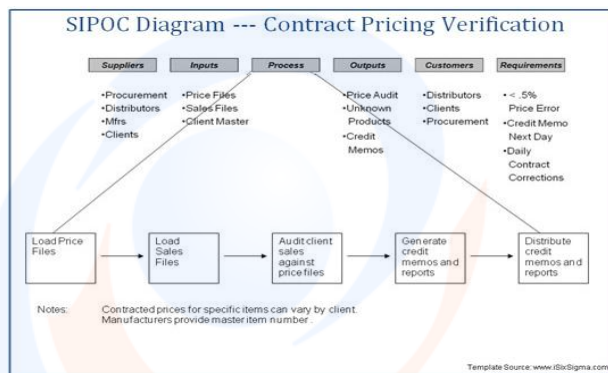 SIPOC Diagram --- Contract Pricing Verification
Suppliers
Inputs
Process
Outputs
Customers
Requirements
•Procurement
•Distributors
•Mfrs
•Clients
•Price Files
•Sales Files
•Client Master
•Price Audit
•Unknown
Products
•Credit
Memos
•Distributors
•Clients
•Procurement
•< .5%
Price Error
•Credit Memo
Next Day
•Daily
Contract
Corrections
Load Price
Files
Load
Sales
Files
Audit client
sales
against
price files
Generate
credit
memos and
reports
Distribute
credit
memos and
reports
Notes: Contracted prices for specific items can vary by client.
Manufacturers provide master item number .
Template Source: www.iSixSigma.com